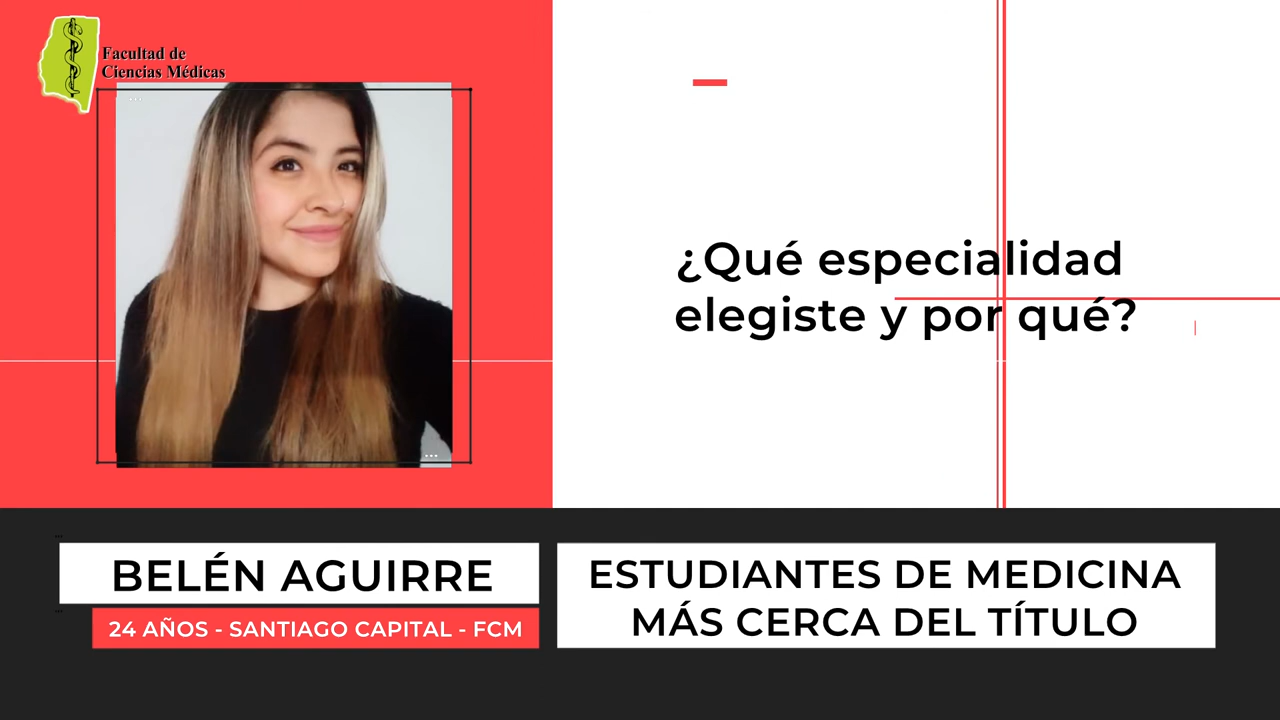 Facultad de
Ciencias Médicas
¿Qué especialidad
elegiste y por qué?
BELÉN AGUIRRE
24 AÑOS - SANTIAGO CAPITAL - FCM
ESTUDIANTES DE MEDICINA
MÁS CERCA DEL TÍTULO